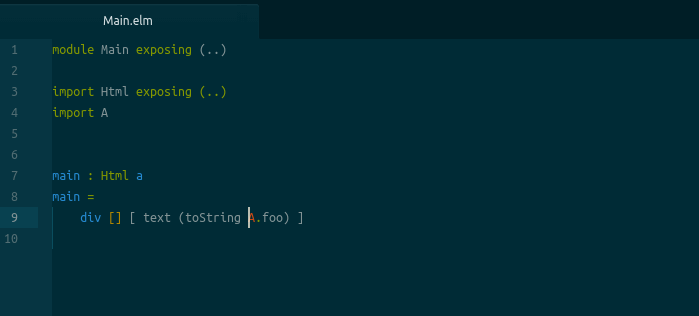 Main.elm
1 module Main exposing (..)
2
3 import Html exposing (..)
4 import A
5
6
7 main : Html a
8 main =
9     div [] [ text (toString A.foo) ]
10